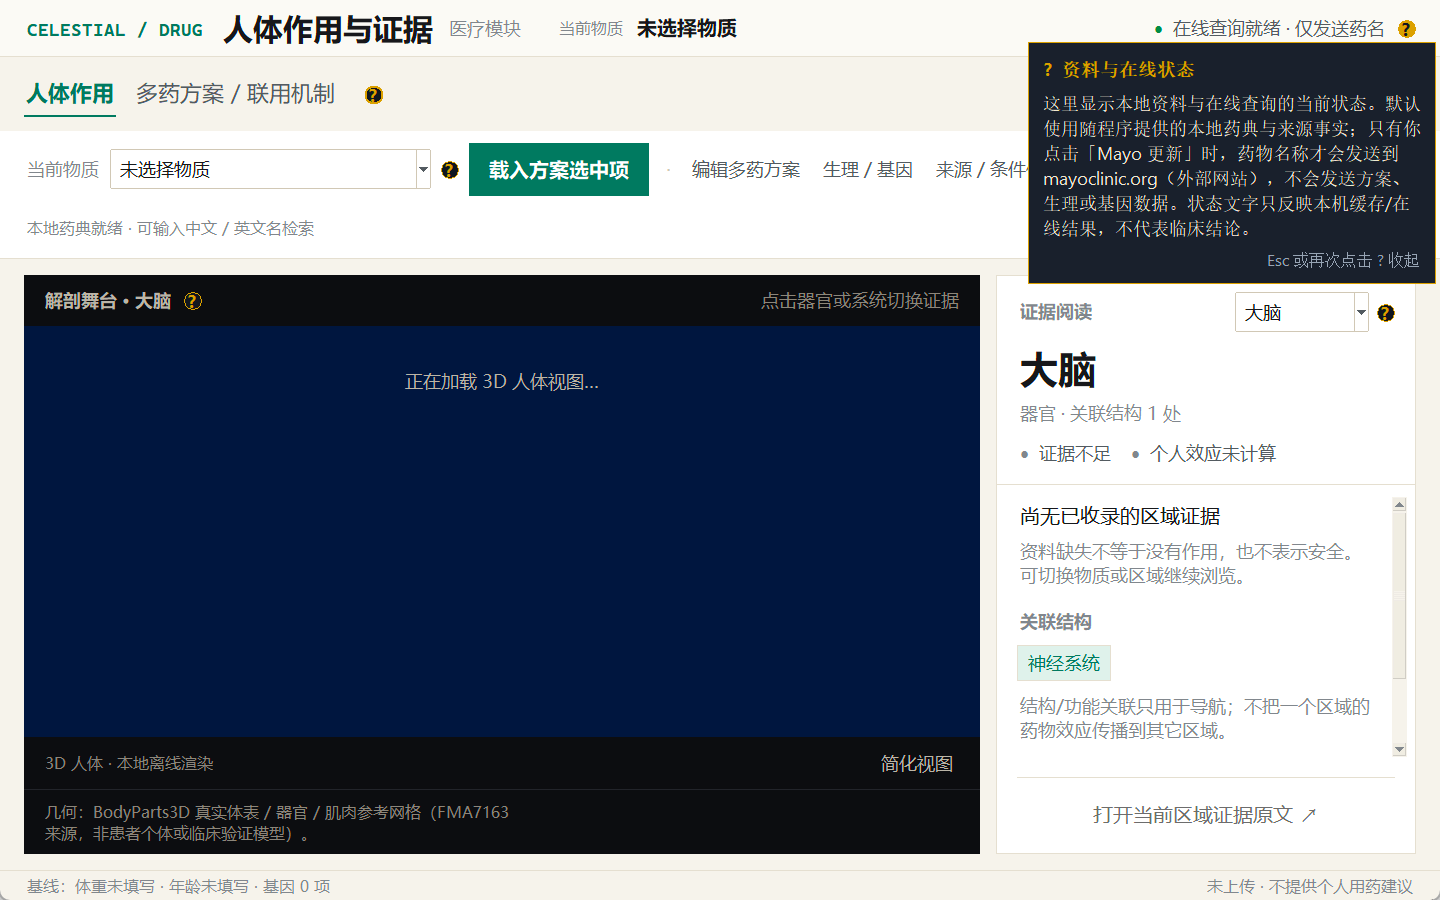 CELESTIAL / DRUG 人体作用与证据 医疗模块 当前物质 未选择物质
• 在线查询就绪 · 仅发送药名 ?
? 资料与在线状态
这里显示本地资料与在线查询的当前状态。默认
使用随程序提供的本地药典与来源事实；只有你
点击「Mayo 更新」时，药物名称才会发送到
mayoclinic.org（外部网站），不会发送方案、
生理或基因数据。状态文字只反映本机缓存/在
线结果，不代表临床结论。
Esc 或再次点击 ? 收起
人体作用 多药方案 / 联用机制 ?
当前物质 未选择物质 ? 载入方案选中项 · 编辑多药方案 生理 / 基因 来源 / 条件
本地药典就绪 · 可输入中文 / 英文名检索
解剖舞台 • 大脑 ? 点击器官或系统切换证据
正在加载 3D 人体视图...
3D 人体 · 本地离线渲染 简化视图
几何：BodyParts3D 真实体表 / 器官 / 肌肉参考网格（FMA7163
来源，非患者个体或临床验证模型）。
证据阅读 大脑 ?
大脑
器官 · 关联结构 1 处
• 证据不足 • 个人效应未计算
尚无已收录的区域证据
资料缺失不等于没有作用，也不表示安全。
可切换物质或区域继续浏览。
关联结构
神经系统
结构/功能关联只用于导航；不把一个区域的
药物效应传播到其它区域。
打开当前区域证据原文 ↗
基线：体重未填写 · 年龄未填写 · 基因 0 项
未上传 · 不提供个人用药建议